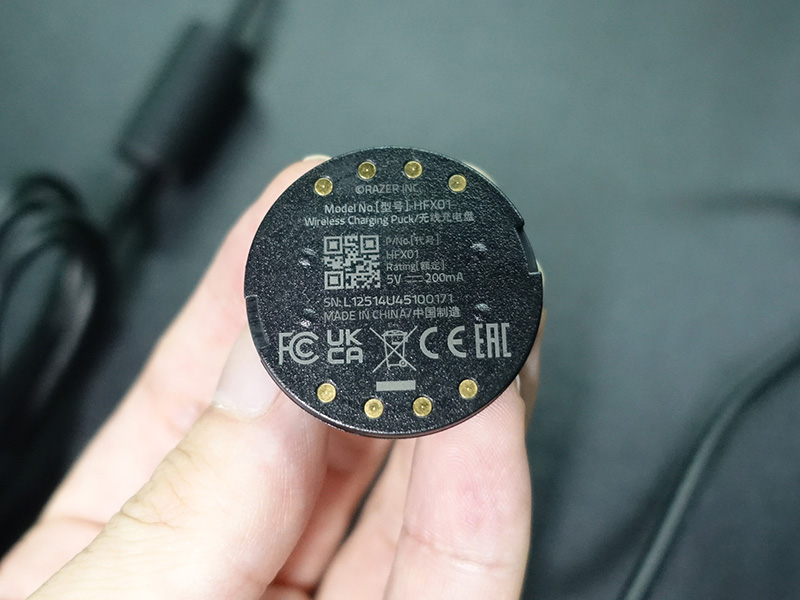 ©RAZER INC.
Model No.[型号]-HFX01
Wireless Charging Puck/无线充电盘
P/No.[代号]
HFX01
Rating[额定]
5V ⎓ 200mA
SN:L12514U45100171
MADE IN CHINA/中国制造
FC UK CA CE EAC